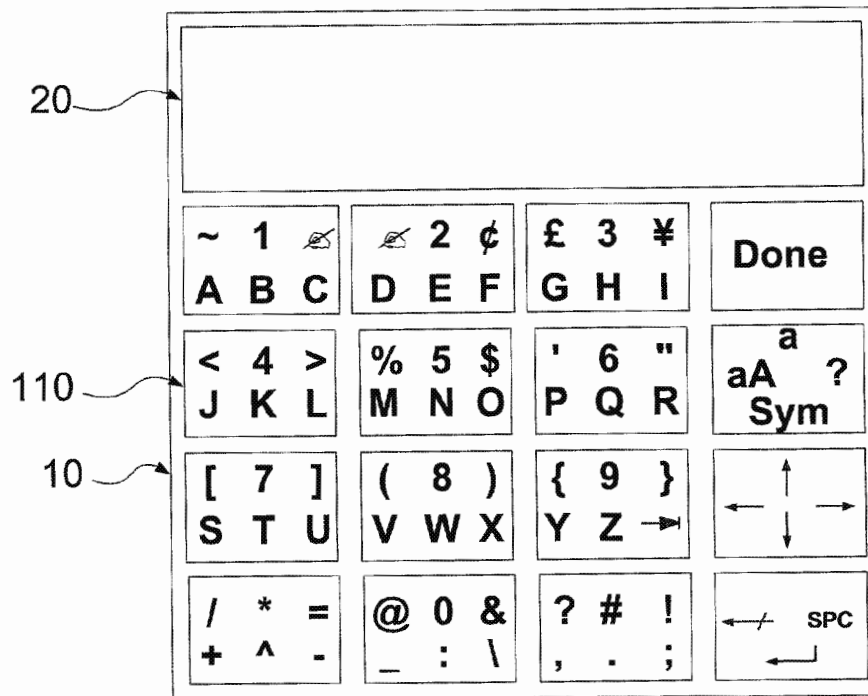 20
~ 1 ¢
A B C
2 ¢
D E F
£ 3 ¥
G H I
Done
110
< 4 >
J K L
% 5 $
M N O
' 6 "
P Q R
a
aA ?
Sym
10
[ 7 ]
S T U
( 8 )
V W X
{ 9 }
Y Z →
← ↑ ↓ →
/ * =
+ ^ -
@ 0 &
_ : \
? # !
, . ;
← SPC